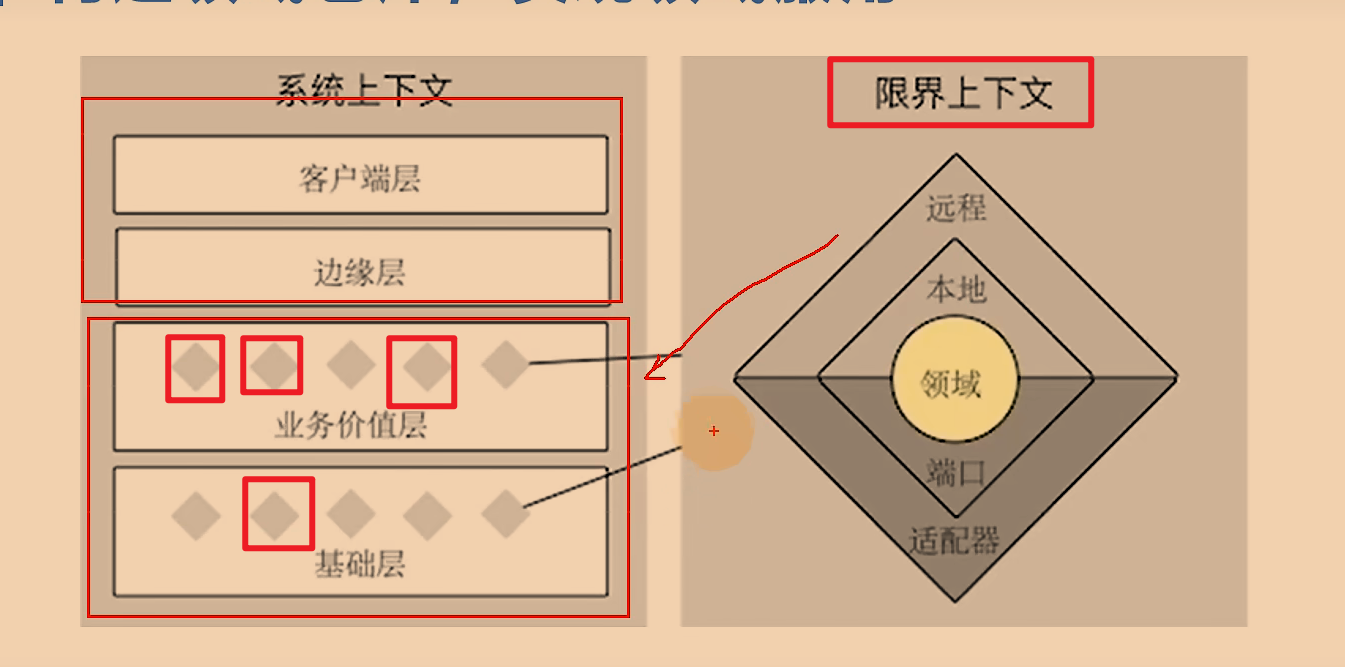 系统上下文
客户端层
边缘层
业务价值层
基础层
限界上下文
远程
本地
领域
端口
适配器